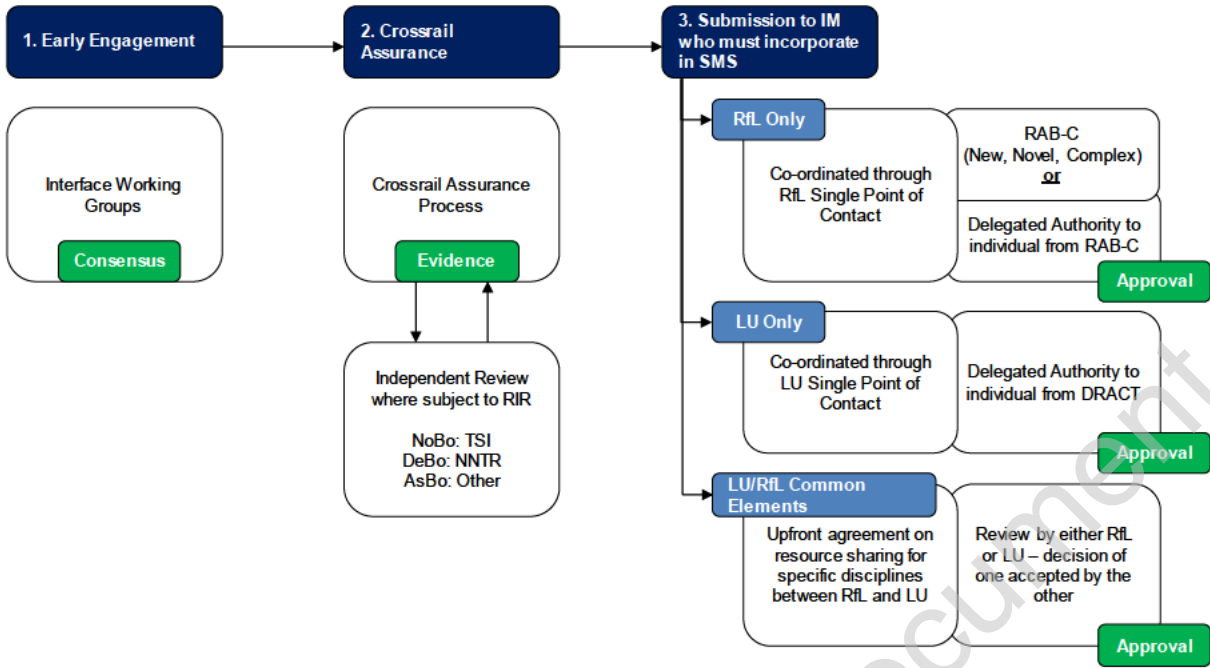 1. Early Engagement
2. Crossrail
Assurance
3. Submission to IM
who must incorporate
in SMS
Interface Working
Groups
Consensus
Crossrail Assurance
Process
Evidence
Independent Review
where subject to RIR
NoBo: TSI
DeBo: NNTR
AsBo: Other
RfL Only
Co-ordinated through
RfL Single Point of
Contact
RAB-C
(New, Novel, Complex)
or
Delegated Authority to
individual from RAB-C
Approval
LU Only
Co-ordinated through
LU Single Point of
Contact
Delegated Authority to
individual from DRACT
Approval
LU/RfL Common
Elements
Upfront agreement on
resource sharing for
specific disciplines
between RfL and LU
Review by either RfL
or LU – decision of
one accepted by the
other
Approval
ocument